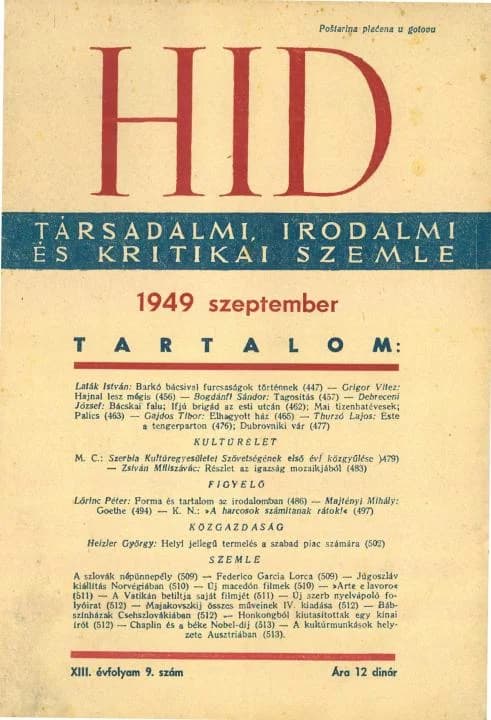 Poštarina plaćena u gotovu
HID
TÁRSADALMI, IRODALMI
ÉS KRITIKAI SZEMLE
1949 szeptember
TARTALOM:
Laták István: Barkó bácsival furcsaságok történnek (447) — Grigor Vitez:
Hajnal lesz mégis (456) — Bogdánfi Sándor: Tagosítás (457) — Debreceni
József: Bácskai falu; Ifjú brigád az esti utcán (462); Mai tizenhatévesek;
Palics (463) — Gajdos Tibor: Elhagyott ház (465) — Thurzó Lajos: Este
a tengerparton (476); Dubrovniki vár (477)
KULTÚRÉLET
M. C.: Szerbia Kultúregyesületei Szövetségének első évi közgyűlése )479)
— Zsiván Miliszávác: Részlet az igazság mozaikjából (483)
FIGYELŐ
Lőrinc Péter: Forma és tartalom az irodalomban (486) — Majtényi Mihály:
Goethe (494) — K. N.: »A harcosok számítanak rátok!« (497)
KÖZGAZDASÁG
Heizler György: Helyi jellegű termelés a szabad piac számára (502)
SZEMLE
A szlovák népünnepély (509) — Federico Garcia Lorca (509) — Jugoszláv
kiállítás Norvégiában (510) — Új macedón filmek (510) — »Arte e lavoro«
(511) — A Vatikán betiltja saját filmjét (511) — Új szerb nyelvápoló fo-
lyóirat (512) — Majakovszkij összes műveinek IV. kiadása (512) — Báb-
színházak Csehszlovákiában (512) — Honkongból kiutasítottak egy kínai
írót (512) — Chaplin és a béke Nobel-díj (513) — A kultúrmunkások hely-
zete Ausztriában (513).
XIII. évfolyam 9. szám
Ára 12 dinár